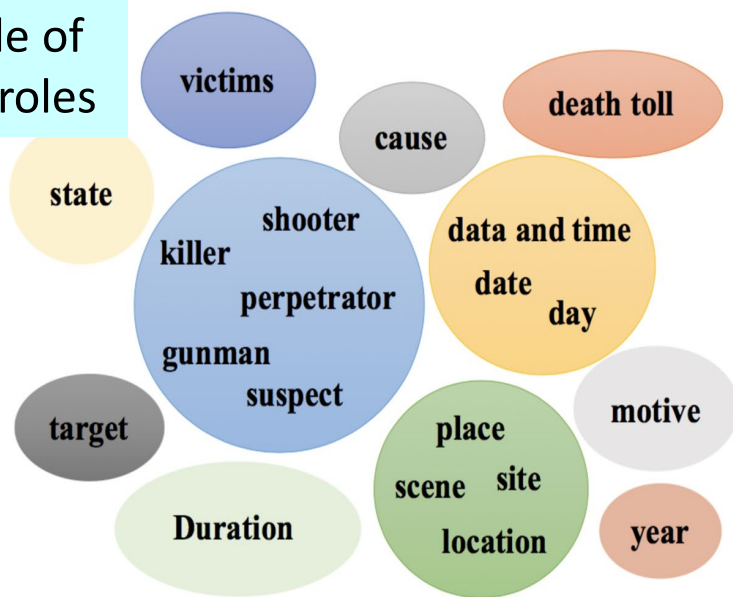 of
roles
victims
death toll
cause
state
shooter
killer
perpetrator
gunman
suspect
data and time
date
day
target
motive
place
scene site
location
Duration
year